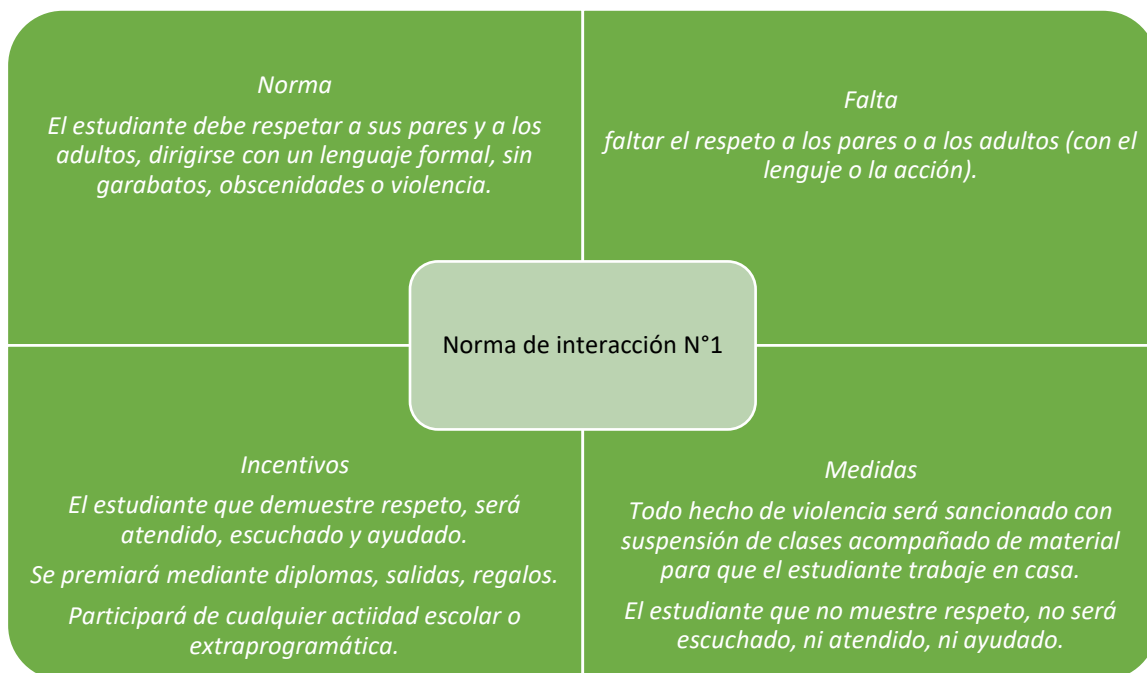 Norma
El estudiante debe respetar a sus pares y a los
adultos, dirigirse con un lenguaje formal, sin
garabatos, obscenidades o violencia.
Falta
faltar el respeto a los pares o a los adultos (con el
lenguje o la acción).
Norma de interacción N°1
Incentivos
El estudiante que demuestre respeto, será
atendido, escuchado y ayudado.
Se premiará mediante diplomas, salidas, regalos.
Participará de cualquier actiidad escolar o
extraprogramática.
Medidas
Todo hecho de violencia será sancionado con
suspensión de clases acompañado de material
para que el estudiante trabaje en casa.
El estudiante que no muestre respeto, no será
escuchado, ni atendido, ni ayudado.